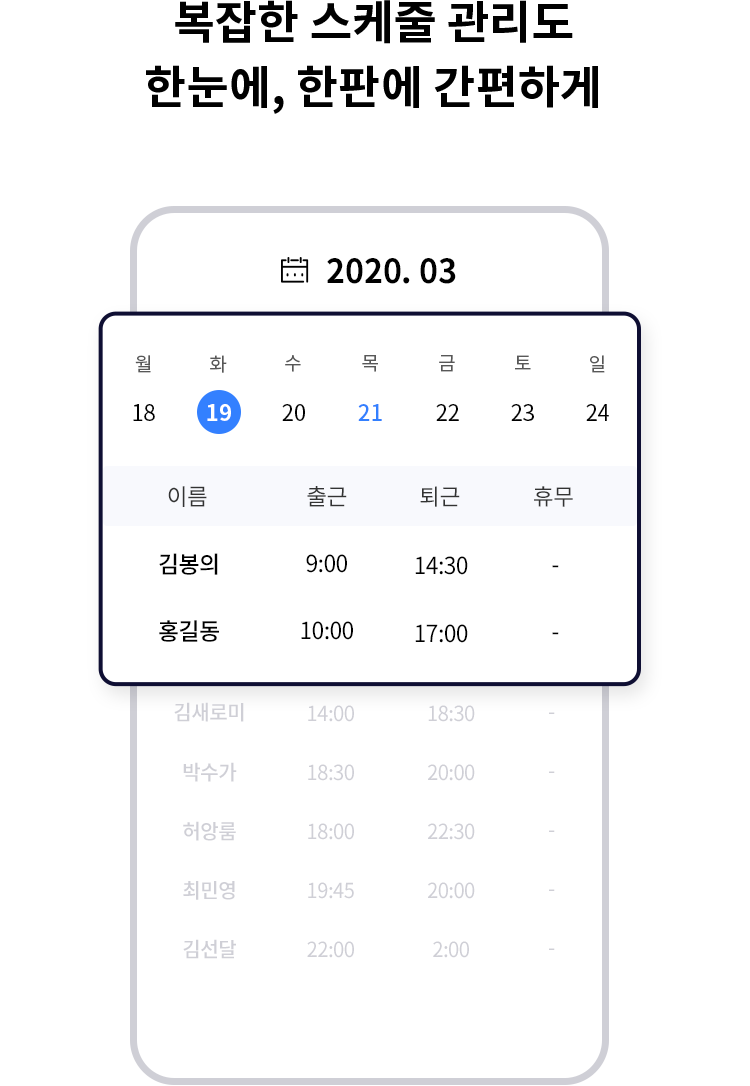 복잡한 스케줄 관리도
한눈에, 한판에 간편하게
2020. 03
월 화 수 목 금 토 일
18 19 20 21 22 23 24
이름 출근 퇴근 휴무
김봉의 9:00 14:30 -
홍길동 10:00 17:00 -
김새로미 14:00 18:30 -
박수가 18:30 20:00 -
허앙룸 18:00 22:30 -
최민영 19:45 20:00 -
김선달 22:00 2:00 -